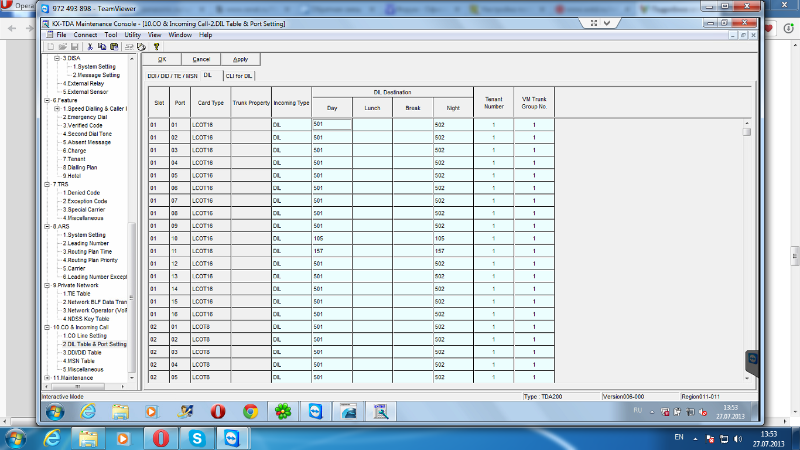 Opera
972 493 898 - TeamViewer
KX-TDA Maintenance Console - [10.CO & Incoming Call-2.DIL Table & Port Setting]
File Connect Tool Utility View Window Help
OK Cancel Apply
DDI / DID / TIE / MSN DIL CLI for DIL
3.DISA
1.System Setting
2.Message Setting
4.External Relay
5.External Sensor
6.Feature
1.Speed Dialling & Caller I
2.Emergency Dial
3.Verified Code
4.Second Dial Tone
5.Absent Message
6.Charge
7.Tenant
8.Dialling Plan
9.Hotel
7.TRS
1.Denied Code
2.Exception Code
3.Special Carrier
4.Miscellaneous
8.ARS
1.System Setting
2.Leading Number
3.Routing Plan Time
4.Routing Plan Priority
5.Carrier
6.Leading Number Except
9.Private Network
1.TIE Table
2.Network BLF Data Tran
3.Network Operator (VoI
4.NDSS Key Table
10.CO & Incoming Call
1.CO Line Setting
2.DIL Table & Port Setting
3.DDI/DID Table
4.MSN Table
5.Miscellaneous
11.Maintenance
DIL Destination
Slot Port Card Type Trunk Property Incoming Type Day Lunch Break Night Tenant Number VM Trunk Group No.
01 01 LCOT16 DIL 501 502 1 1
01 02 LCOT16 DIL 501 502 1 1
01 03 LCOT16 DIL 501 502 1 1
01 04 LCOT16 DIL 501 502 1 1
01 05 LCOT16 DIL 501 502 1 1
01 06 LCOT16 DIL 501 502 1 1
01 07 LCOT16 DIL 501 502 1 1
01 08 LCOT16 DIL 501 502 1 1
01 09 LCOT16 DIL 501 502 1 1
01 10 LCOT16 DIL 105 105 1 1
01 11 LCOT16 DIL 157 157 1 1
01 12 LCOT16 DIL 501 502 1 1
01 13 LCOT16 DIL 501 502 1 1
01 14 LCOT16 DIL 501 502 1 1
01 15 LCOT16 DIL 501 502 1 1
01 16 LCOT16 DIL 501 502 1 1
02 01 LCOT8 DIL 501 502 1 1
02 02 LCOT8 DIL 501 502 1 1
02 03 LCOT8 DIL 501 502 1 1
02 04 LCOT8 DIL 501 502 1 1
02 05 LCOT8 DIL 501 502 1 1
Interactive Mode Type : TDA200 Version006-000 Region011-011
RU 13:53
27.07.2013
EN 13:53
27.07.2013